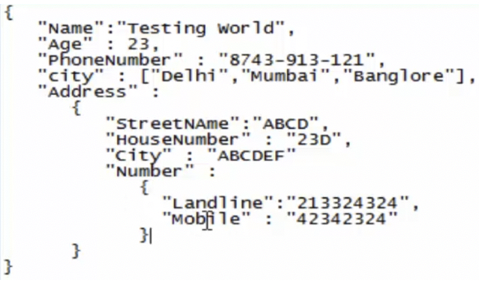 {
"Name":"Testing World",
"Age" : 23,
"PhoneNumber" : "8743-913-121",
"city" : ["Delhi","Mumbai","Banglore"],
"Address" :
{
"StreetNAme":"ABCD",
"HouseNumber" : "23D",
"City" : "ABCDEF"
"Number" :
{
"Landline":"213324324",
"Mobile" : "42342324"
}
}
}